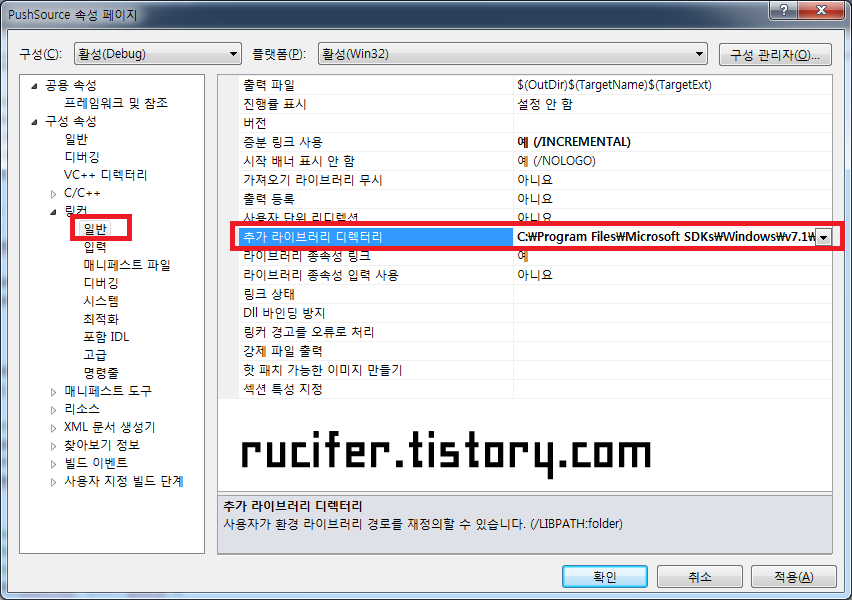 PushSource 속성 페이지
구성(C): 활성(Debug) 플랫폼(P): 활성(Win32) 구성 관리자(O)...
공용 속성
프레임워크 및 참조
구성 속성
일반
디버깅
VC++ 디렉터리
C/C++
링커
일반
입력
매니페스트 파일
디버깅
시스템
최적화
포함 IDL
고급
명령줄
매니페스트 도구
리소스
XML 문서 생성기
찾아보기 정보
빌드 이벤트
사용자 지정 빌드 단계
출력 파일 $(OutDir)$(TargetName)$(TargetExt)
진행률 표시 설정 안 함
버전
증분 링크 사용 예 (/INCREMENTAL)
시작 배너 표시 안 함 예 (/NOLOGO)
가져오기 라이브러리 무시 아니요
출력 등록 아니요
사용자 단위 리디렉션 아니요
추가 라이브러리 디렉터리 C:₩Program Files₩Microsoft SDKs₩Windows₩v7.1₩
라이브러리 종속성 링크 예
라이브러리 종속성 입력 사용 아니요
링크 상태
Dll 바인딩 방지
링커 경고를 오류로 처리
강제 파일 출력
핫 패치 가능한 이미지 만들기
섹션 특성 지정
rucifer.tistory.com
추가 라이브러리 디렉터리
사용자가 환경 라이브러리 경로를 재정의할 수 있습니다. (/LIBPATH:folder)
확인 취소 적용(A)